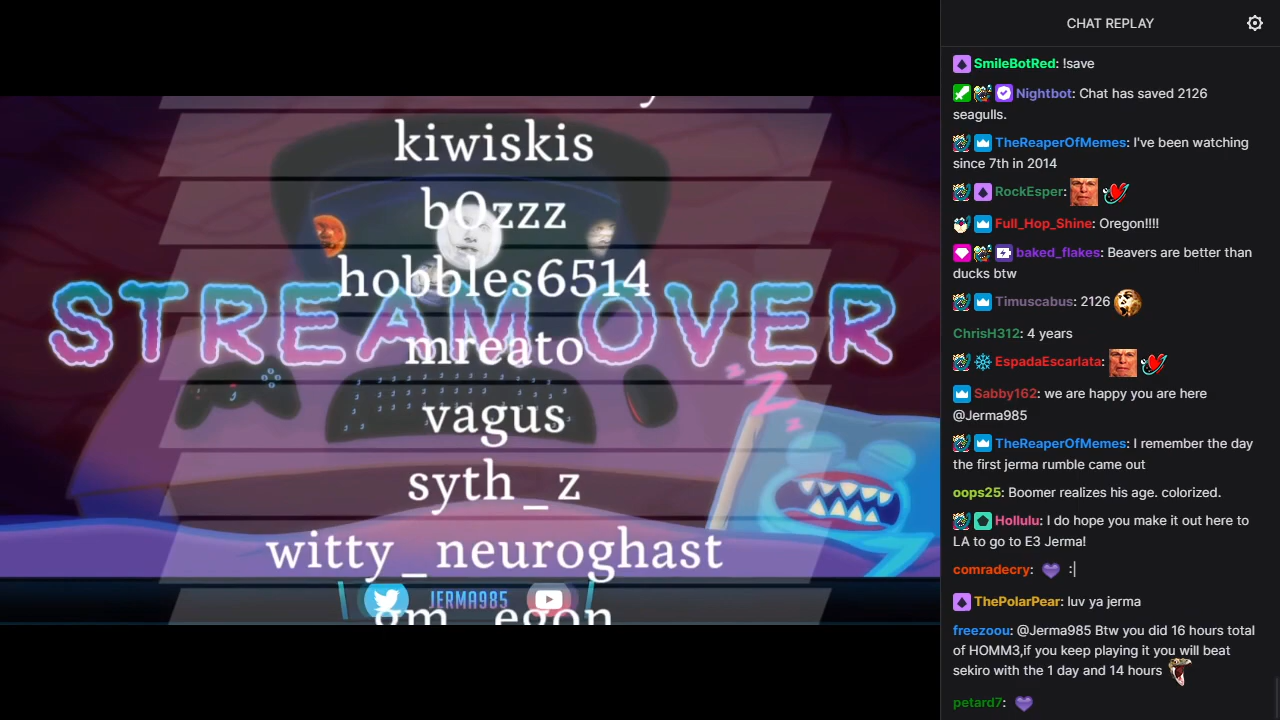 kiwiskis
b0zzz
hobbles6514
STREAM OVER
mreato
vagus
syth_z
witty_neuroghast
JERMA985
gm_egon
CHAT REPLAY
SmileBotRed: !save
Nightbot: Chat has saved 2126
seagulls.
TheReaperOfMemes: I've been watching
since 7th in 2014
RockEsper:
Full_Hop_Shine: Oregon!!!!
baked_flakes: Beavers are better than
ducks btw
Timuscabus: 2126
ChrisH312: 4 years
EspadaEscarlata:
Sabby162: we are happy you are here
@Jerma985
TheReaperOfMemes: I remember the day
the first jerma rumble came out
oops25: Boomer realizes his age. colorized.
Hollulu: I do hope you make it out here to
LA to go to E3 Jerma!
comradecry: :|
ThePolarPear: luv ya jerma
freezoou: @Jerma985 Btw you did 16 hours total
of HOMM3,if you keep playing it you will beat
sekiro with the 1 day and 14 hours
petard7: